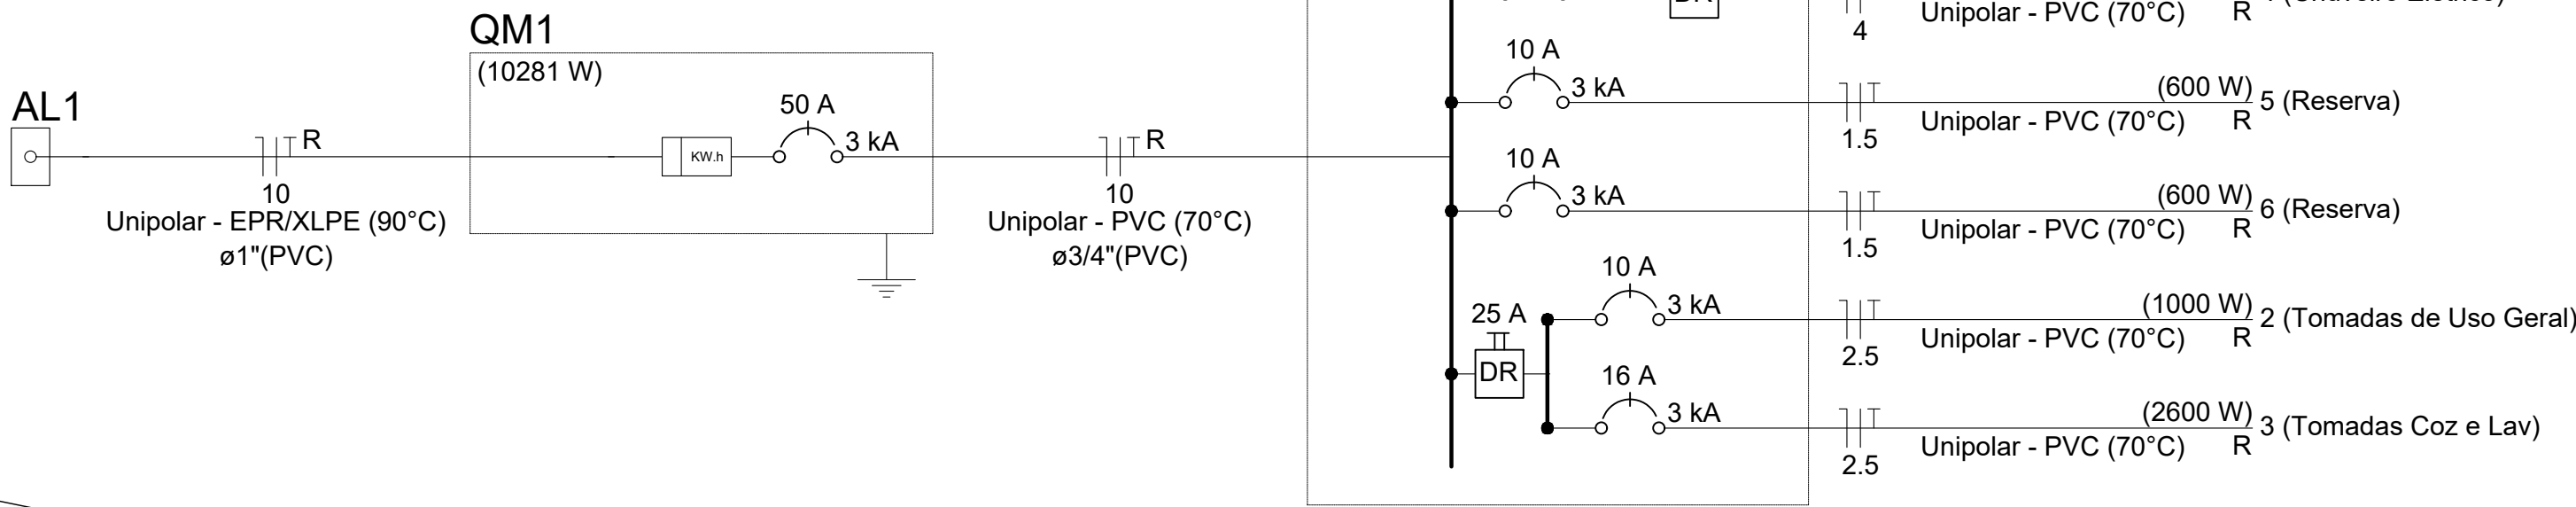 QM1
(10281 W)
AL1
R
10
Unipolar - EPR/XLPE (90°C)
ø1"(PVC)
KW.h
50 A
3 kA
R
10
Unipolar - PVC (70°C)
ø3/4"(PVC)
DR
4
Unipolar - PVC (70°C)
R
10 A
3 kA
1.5
(600 W)
Unipolar - PVC (70°C)
R
5 (Reserva)
10 A
3 kA
1.5
(600 W)
Unipolar - PVC (70°C)
R
6 (Reserva)
25 A
DR
10 A
3 kA
2.5
(1000 W)
Unipolar - PVC (70°C)
R
2 (Tomadas de Uso Geral)
16 A
3 kA
2.5
(2600 W)
Unipolar - PVC (70°C)
R
3 (Tomadas Coz e Lav)